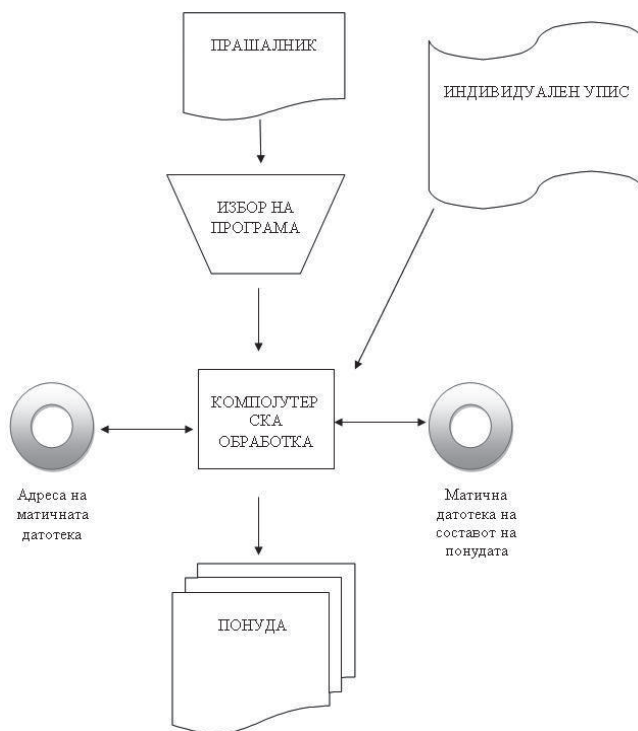 ПРАШАЛНИК
ИНДИВИДУАЛЕН УПИС
ИЗБОР НА
ПРОГРАМА
КОМПОЈУТЕР
СКА
ОБРАБОТКА
Адреса на
матичната
датотека
Матична
датотека на
составот на
понудата
ПОНУДА